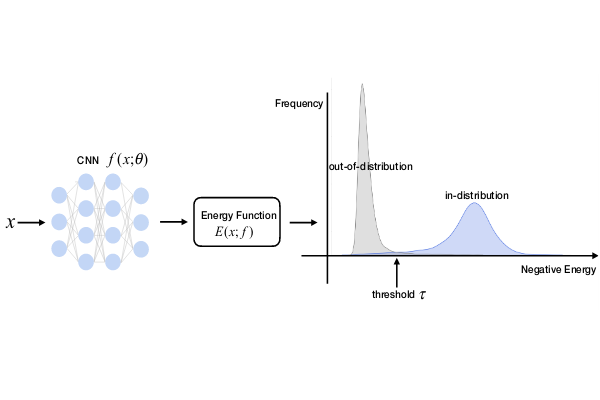 x
CNN f(x;θ)
Energy Function
E(x;f)
Frequency
out-of-distribution
in-distribution
Negative Energy
threshold τ